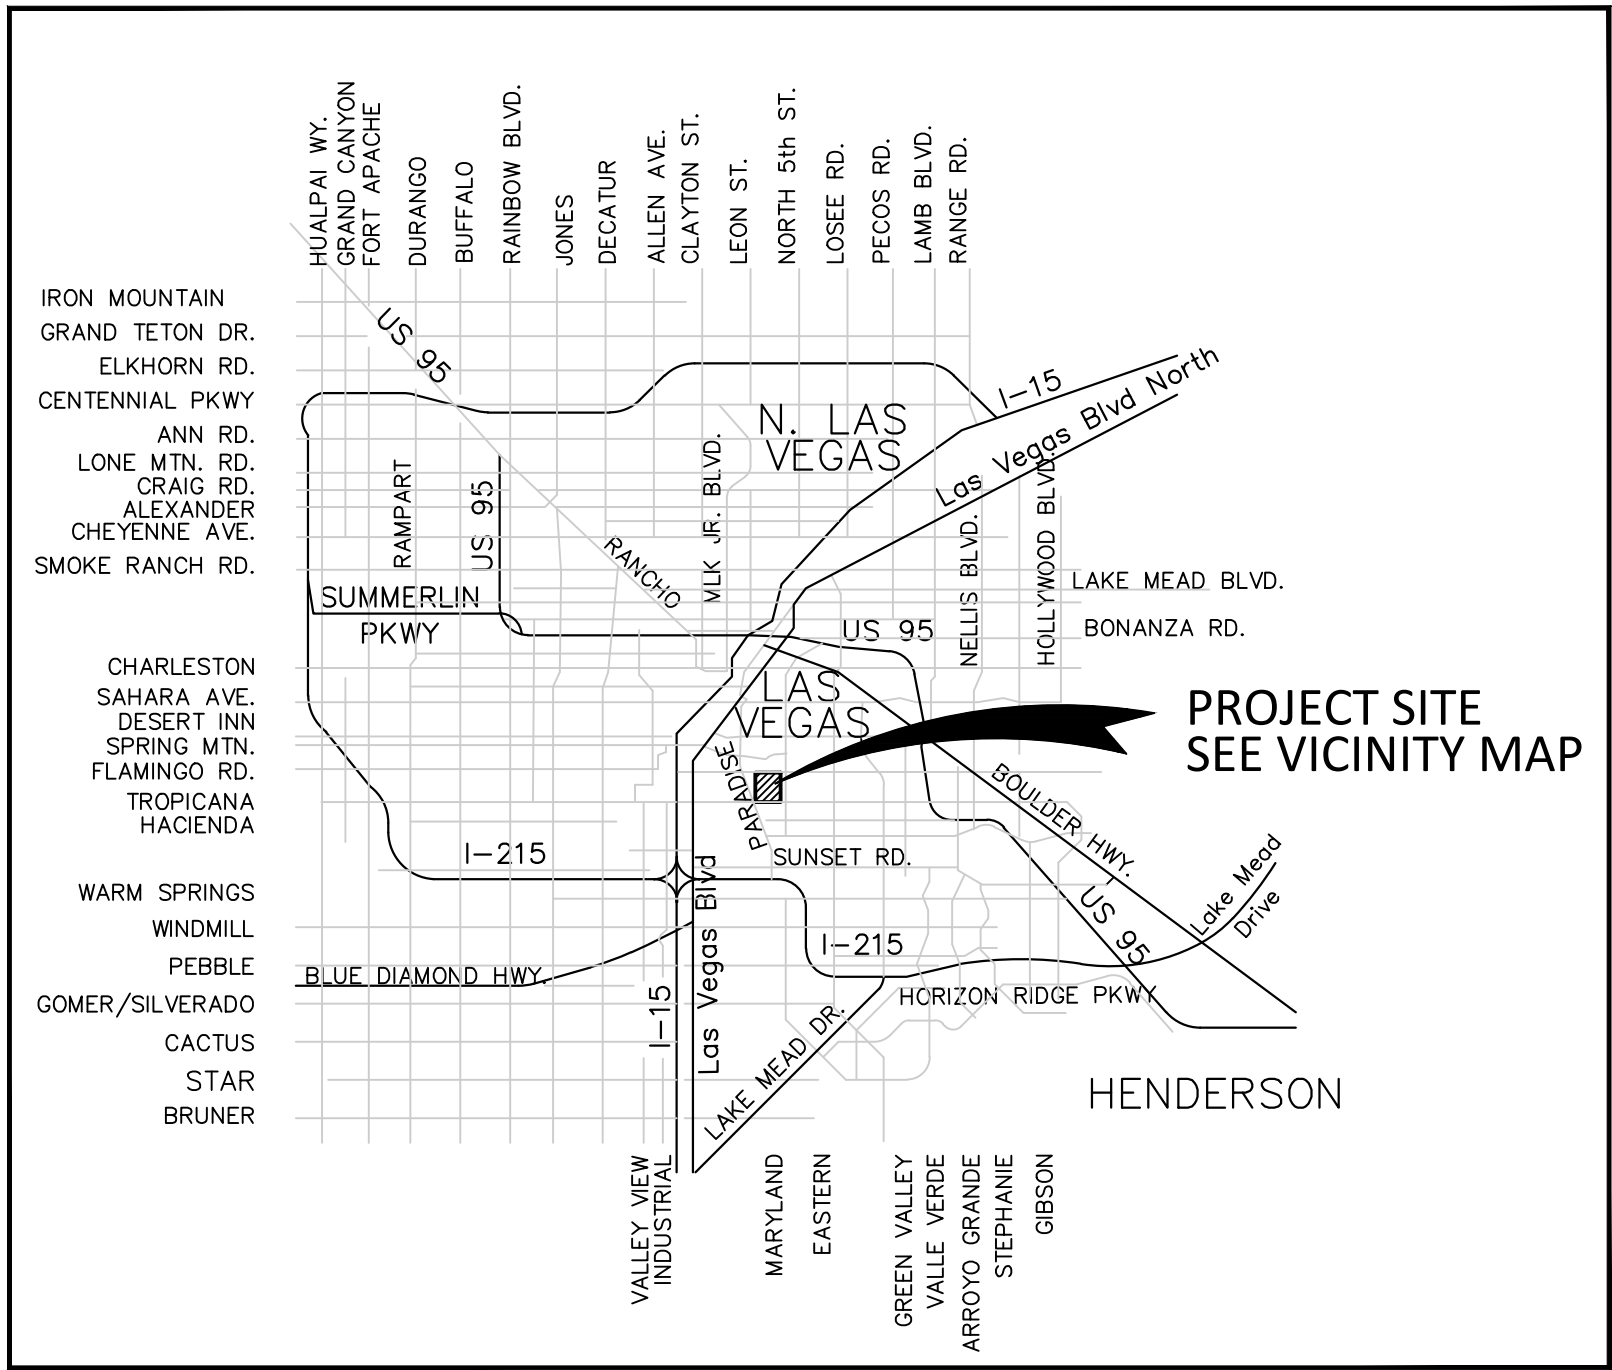 HUALPAI WY.
GRAND CANYON
FORT APACHE
DURANGO
BUFFALO
RAINBOW BLVD.
JONES
DECATUR
ALLEN AVE.
CLAYTON ST.
LEON ST.
NORTH 5th ST.
LOSEE RD.
PECOS RD.
LAMB BLVD.
RANGE RD.
IRON MOUNTAIN
GRAND TETON DR.
ELKHORN RD.
CENTENNIAL PKWY
ANN RD.
LONE MTN. RD.
CRAIG RD.
ALEXANDER
CHEYENNE AVE.
SMOKE RANCH RD.
CHARLESTON
SAHARA AVE.
DESERT INN
SPRING MTN.
FLAMINGO RD.
TROPICANA
HACIENDA
WARM SPRINGS
WINDMILL
PEBBLE
GOMER/SILVERADO
CACTUS
STAR
BRUNER
US 95
I-15
Las Vegas Blvd North
N. LAS
VEGAS
RAMPART
US 95
RANCHO
MLK JR. BLVD.
NELLIS BLVD.
HOLLYWOOD BLVD.
LAKE MEAD BLVD.
BONANZA RD.
SUMMERLIN
PKWY
US 95
LAS
VEGAS
PROJECT SITE
SEE VICINITY MAP
PARADISE
BOULDER HWY.
SUNSET RD.
I-215
Las Vegas Blvd
US 95
Lake Mead
Drive
I-215
BLUE DIAMOND HWY.
HORIZON RIDGE PKWY
I-15
LAKE MEAD DR.
HENDERSON
VALLEY VIEW
INDUSTRIAL
MARYLAND
EASTERN
GREEN VALLEY
VALLE VERDE
ARROYO GRANDE
STEPHANIE
GIBSON